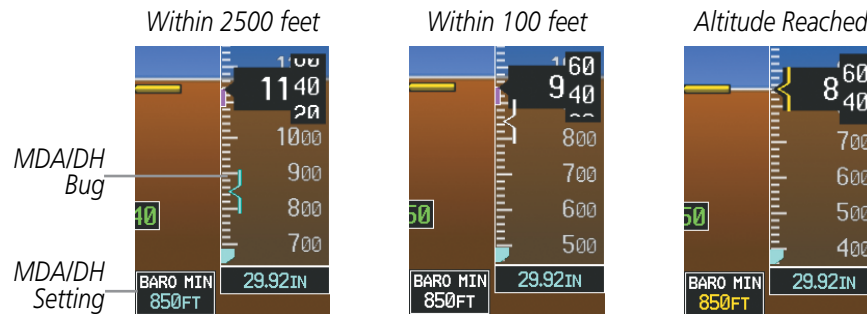 Within 2500 feet
Within 100 feet
Altitude Reached
MDA/DH
Bug
MDA/DH
Setting
11 40
20
1000
900
800
700
40
BARO MIN
850FT
29.92IN
9 60
40
800
700
600
500
50
BARO MIN
850FT
29.92IN
8 60
40
700
600
500
400
50
BARO MIN
850FT
29.92IN